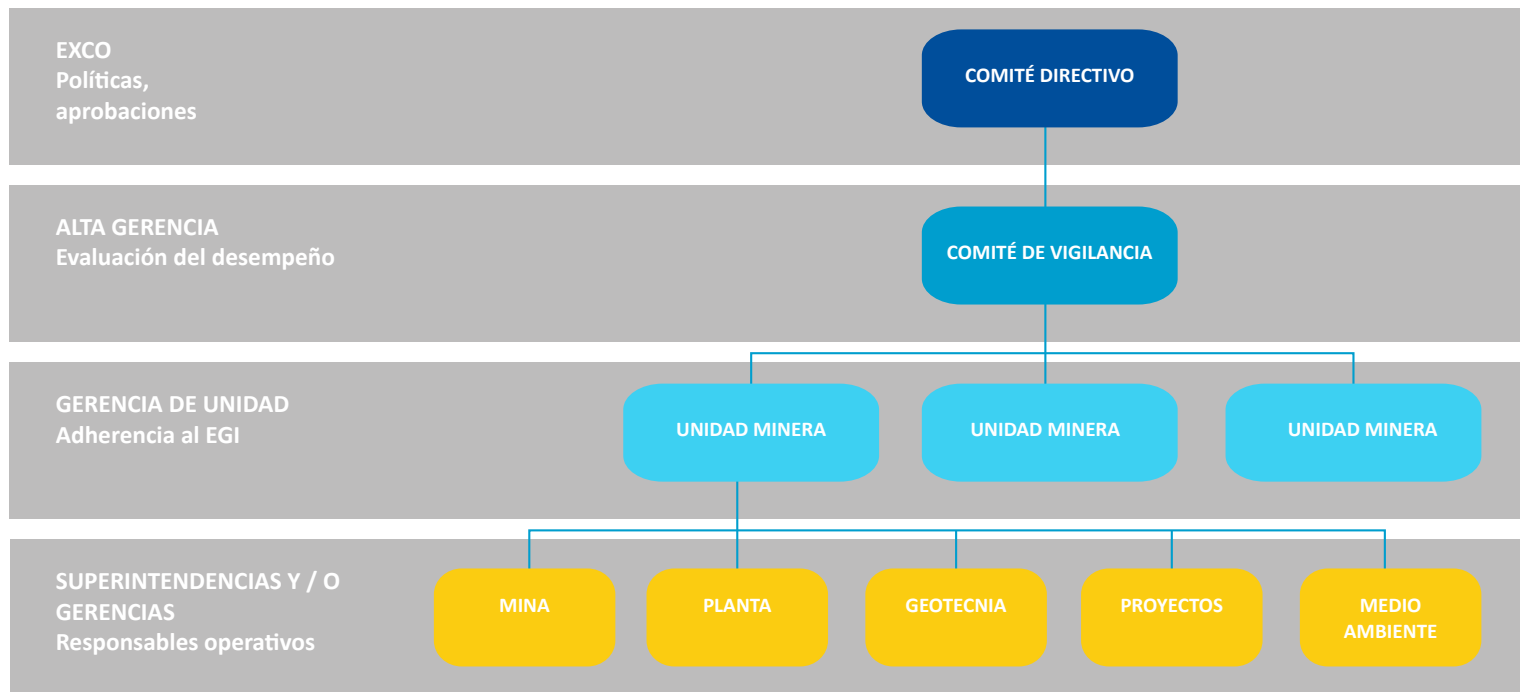 EXCO
Políticas,
aprobaciones
COMITÉ DIRECTIVO
ALTA GERENCIA
Evaluación del desempeño
COMITÉ DE VIGILANCIA
GERENCIA DE UNIDAD
Adherencia al EGI
UNIDAD MINERA
UNIDAD MINERA
UNIDAD MINERA
SUPERINTENDENCIAS Y / O
GERENCIAS
Responsables operativos
MINA
PLANTA
GEOTECNIA
PROYECTOS
MEDIO
AMBIENTE